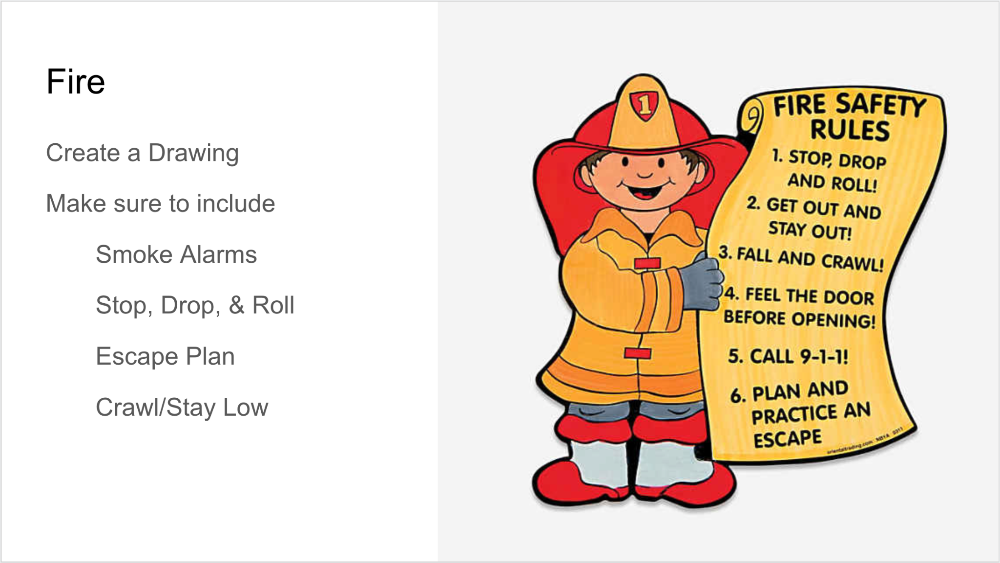 Fire
Create a Drawing
Make sure to include
Smoke Alarms
Stop, Drop, & Roll
Escape Plan
Crawl/Stay Low
1
FIRE SAFETY
RULES
1. STOP, DROP
AND ROLL!
2. GET OUT AND
STAY OUT!
3. FALL AND CRAWL!
4. FEEL THE DOOR
BEFORE OPENING!
5. CALL 9-1-1!
6. PLAN AND
PRACTICE AN
ESCAPE
orientaltrading.com NBYA 0311